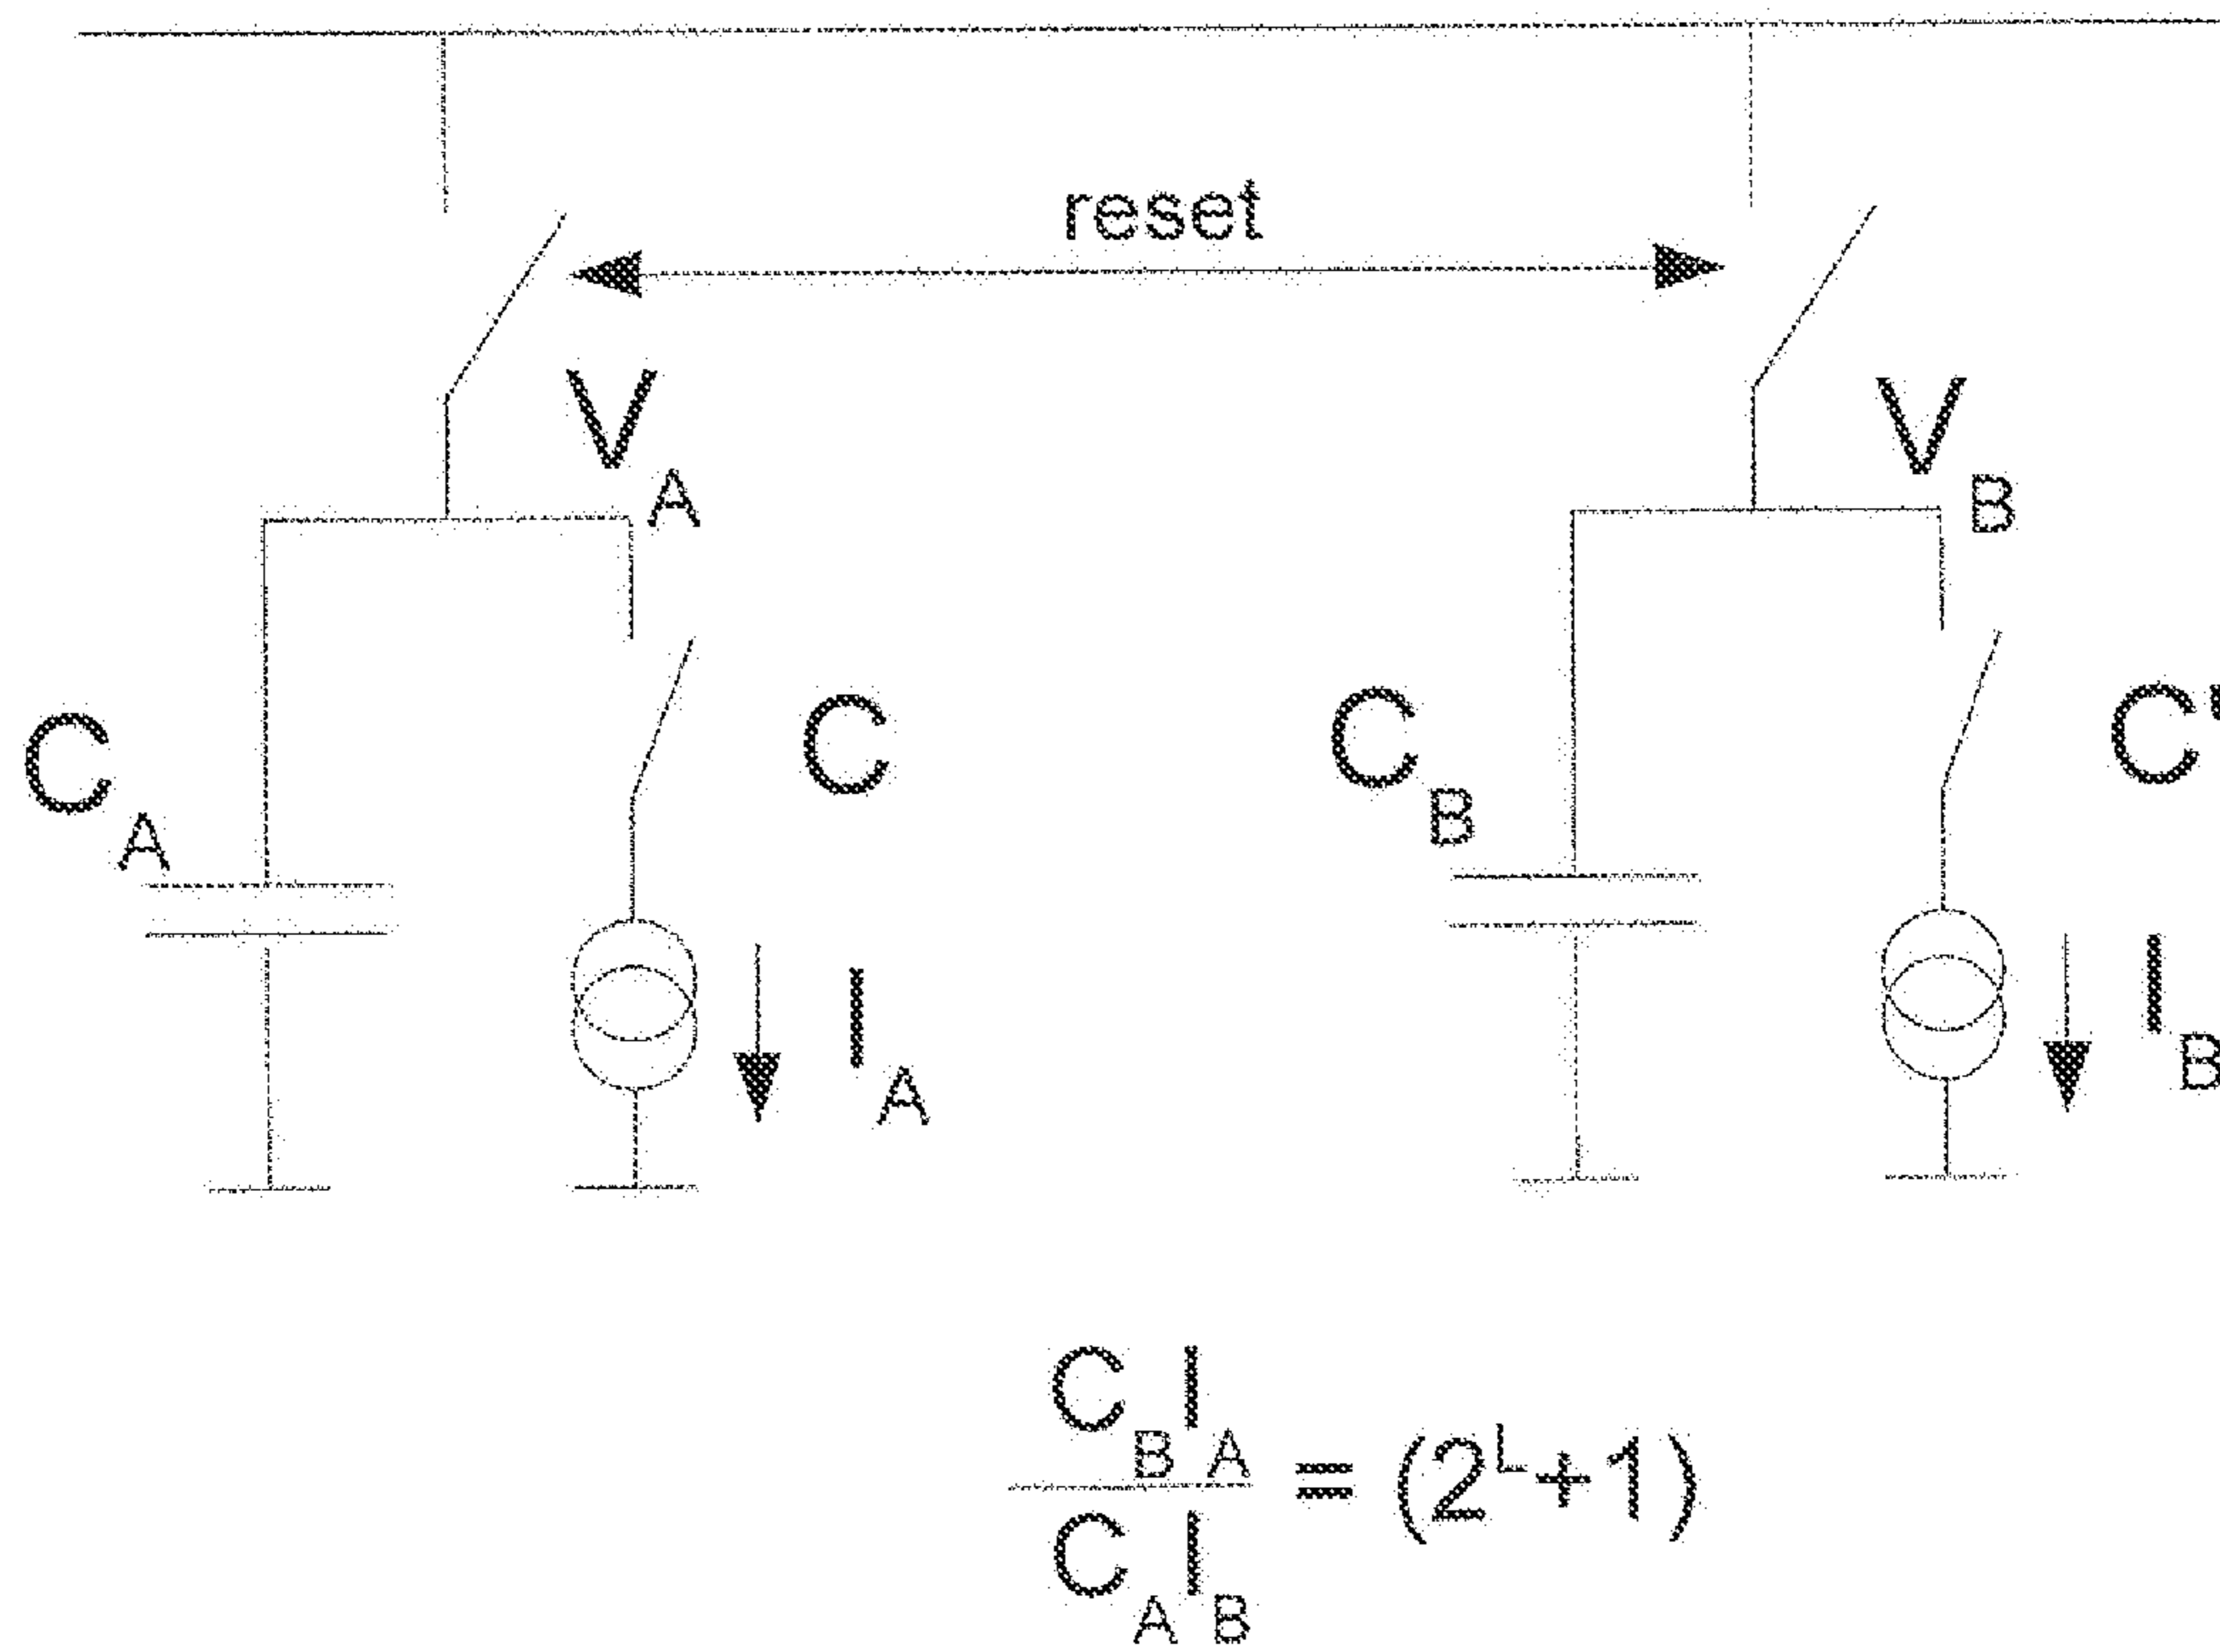 reset
V_A
V_B
C_A
C
C_B
C'
I_A
I_B
C_B I_A
/ C_A I_B = (2^L+1)